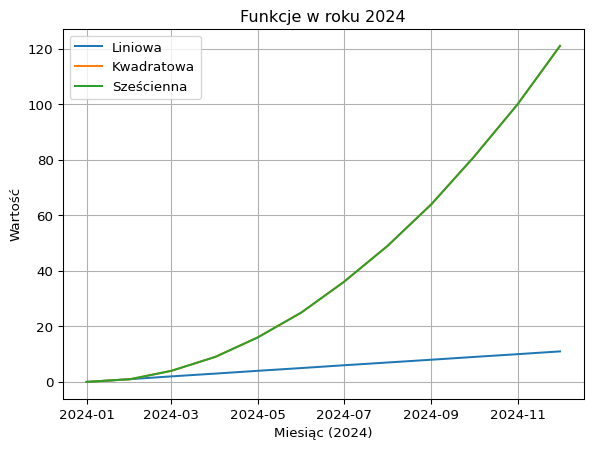 Funkcje w roku 2024
Liniowa
Kwadratowa
Sześcienna
120
100
80
60
40
20
0
Wartość
2024-01 2024-03 2024-05 2024-07 2024-09 2024-11
Miesiąc (2024)